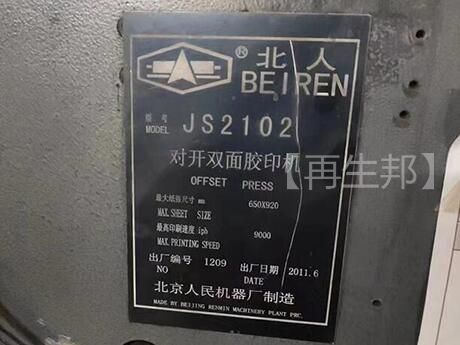 ® 北人
BEIREN
型号
MODEL JS2102
对开双面胶印机
OFFSET PRESS
最大纸张尺寸 mm 650X920
MAX.SHEET SIZE
最高印刷速度 iph 9000
MAX.PRINTING SPEED
出厂编号 1209 出厂日期 2011.6
NO DATE
北京人民机器厂制造
MADE BY BEIJING RENMIN MACHINERY PLANT PRC.
【再生邦】